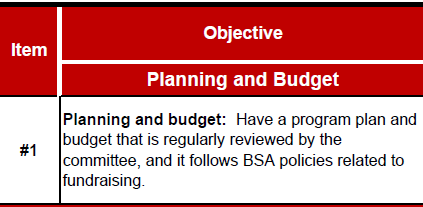 Item
Objective
Planning and Budget
#1
Planning and budget:  Have a program plan and
budget that is regularly reviewed by the
committee, and it follows BSA policies related to
fundraising.